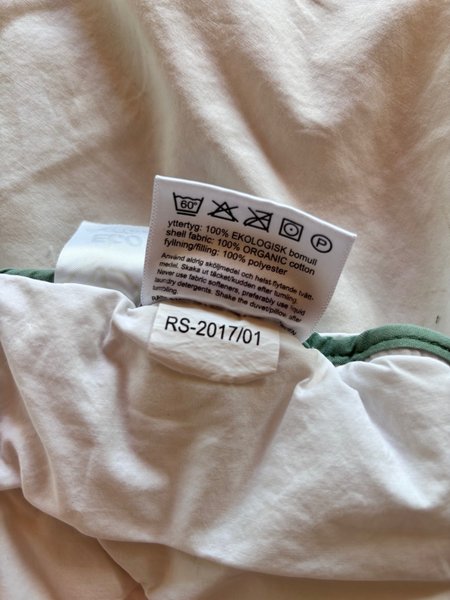 60°
P
yttertyg: 100% EKOLOGISK bomull
shell fabric: 100% ORGANIC cotton
fyllning/filling: 100% polyester
Använd aldrig sköljmedel och helst flytande tvätt-
medel. Skaka ut täcket/kudden efter tumling.
Never use fabric softeners, preferably use liquid
laundry detergents. Shake the duvet/pillow, after
tumbling.
RS-2017/01